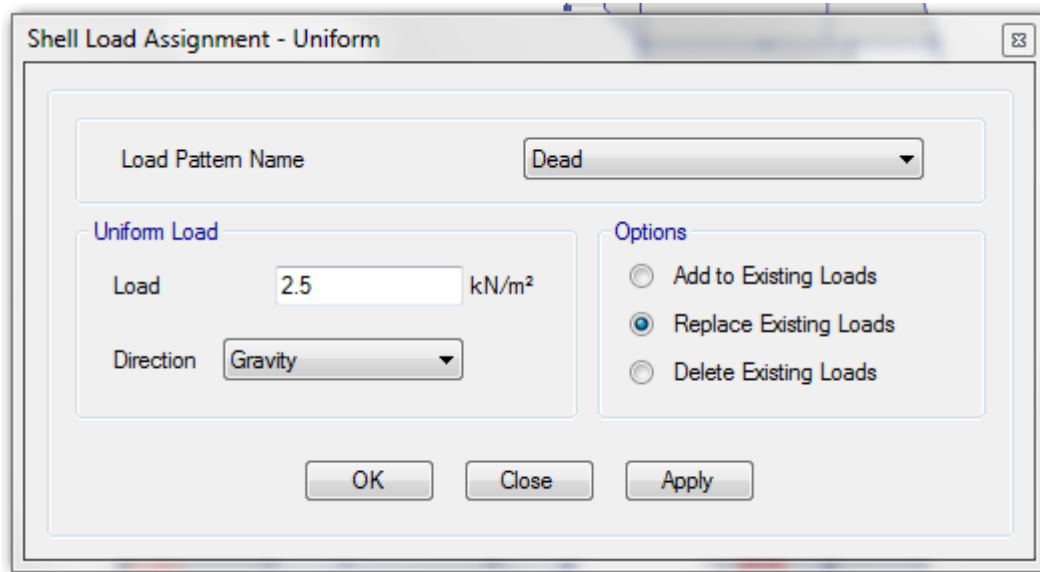 Shell Load Assignment - Uniform
Load Pattern Name Dead
Uniform Load
Load 2.5 kN/m²
Direction Gravity
Options
Add to Existing Loads
Replace Existing Loads
Delete Existing Loads
OK Close Apply